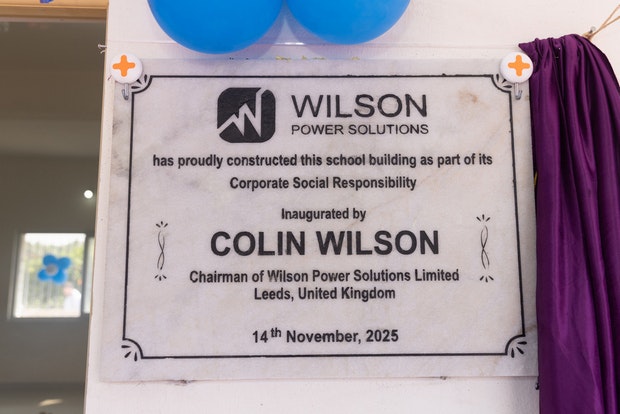 WILSON
POWER SOLUTIONS
has proudly constructed this school building as part of its
Corporate Social Responsibility
Inaugurated by
COLIN WILSON
Chairman of Wilson Power Solutions Limited
Leeds, United Kingdom
14th November, 2025